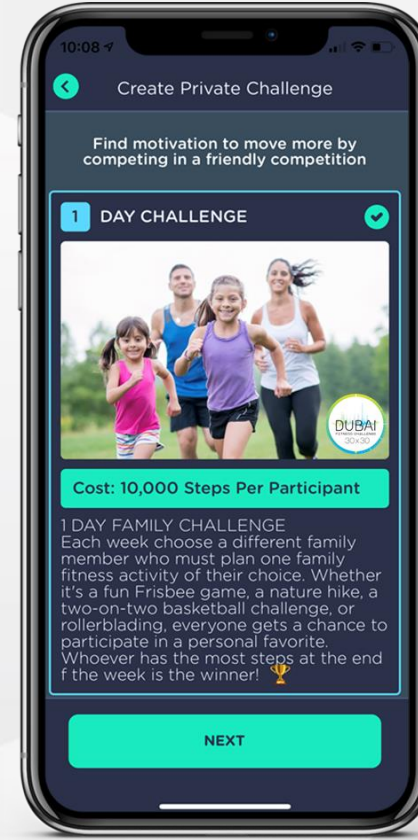 10:08
Create Private Challenge
Find motivation to move more by
competing in a friendly competition
1 DAY CHALLENGE
DUBAI
FITNESS CHALLENGE
30x30
Cost: 10,000 Steps Per Participant
1 DAY FAMILY CHALLENGE
Each week choose a different family
member who must plan one family
fitness activity of their choice. Whether
it's a fun Frisbee game, a nature hike, a
two-on-two basketball challenge, or
rollerblading, everyone gets a chance to
participate in a personal favorite.
Whoever has the most steps at the end
f the week is the winner! 🏆
NEXT